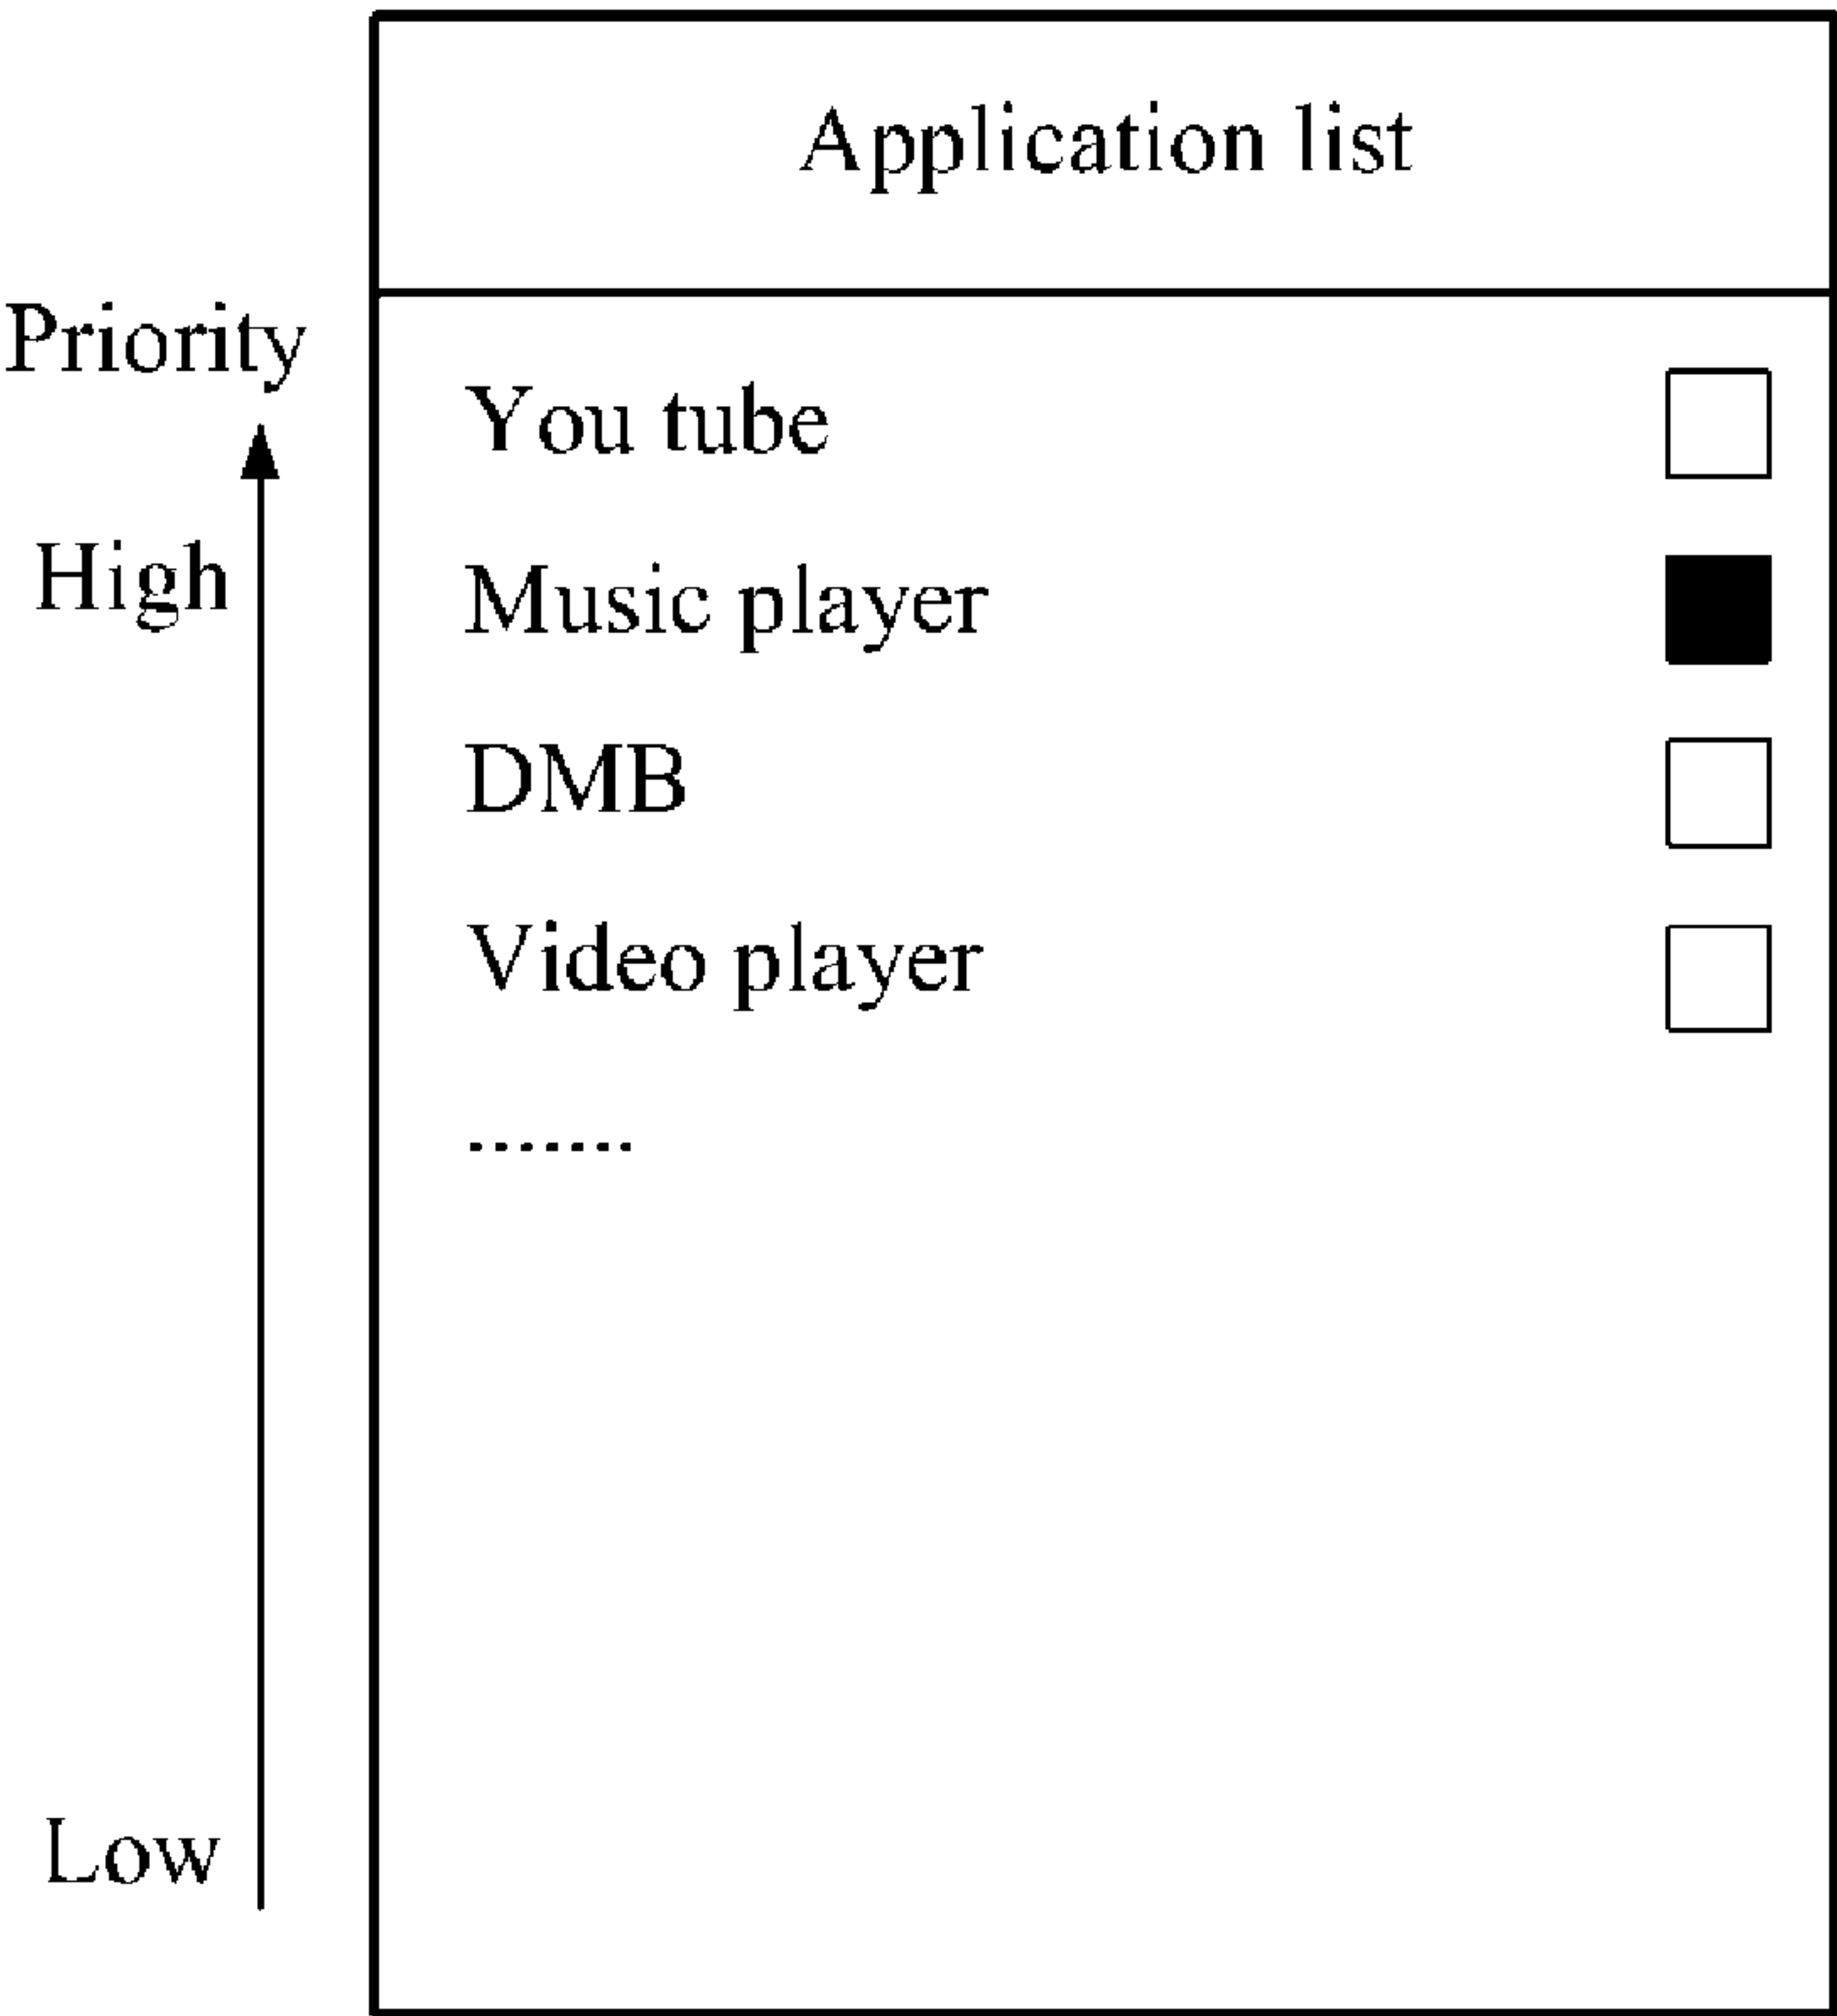 Application list
Priority
You tube
High
Music player
DMB
Video player
.......
Low